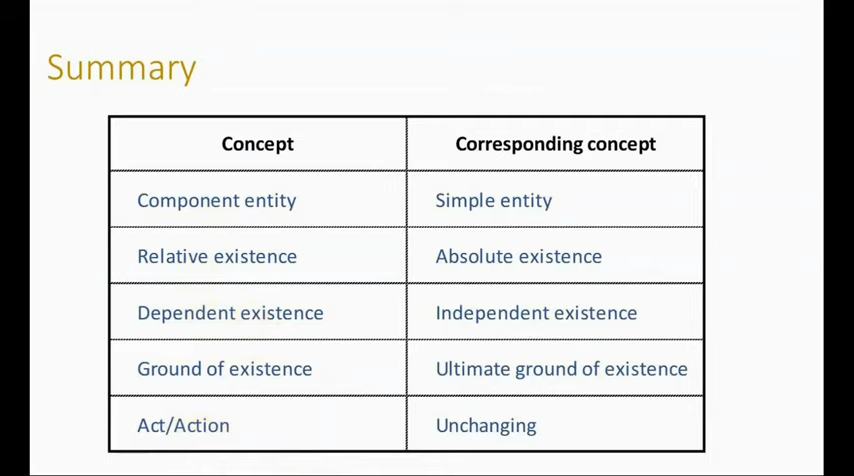 Summary
Concept Corresponding concept
Component entity Simple entity
Relative existence Absolute existence
Dependent existence Independent existence
Ground of existence Ultimate ground of existence
Act/Action Unchanging